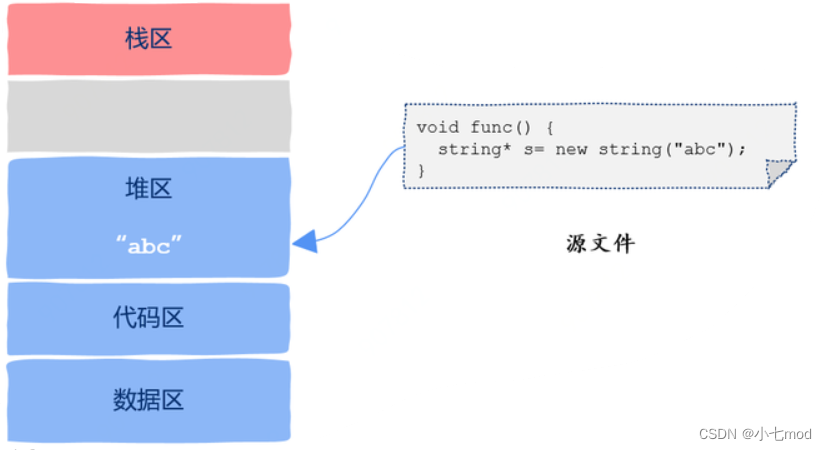 栈区
堆区
“abc”
代码区
数据区
void func() {
  string* s= new string("abc");
}
源文件
CSDN @小七mod